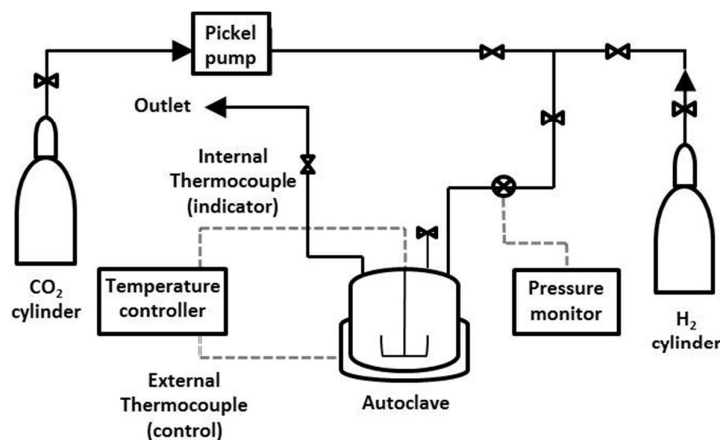 Pickel
pump
Outlet
Internal
Thermocouple
(indicator)
CO₂
cylinder
Temperature
controller
Pressure
monitor
H₂
cylinder
External
Thermocouple
(control)
Autoclave